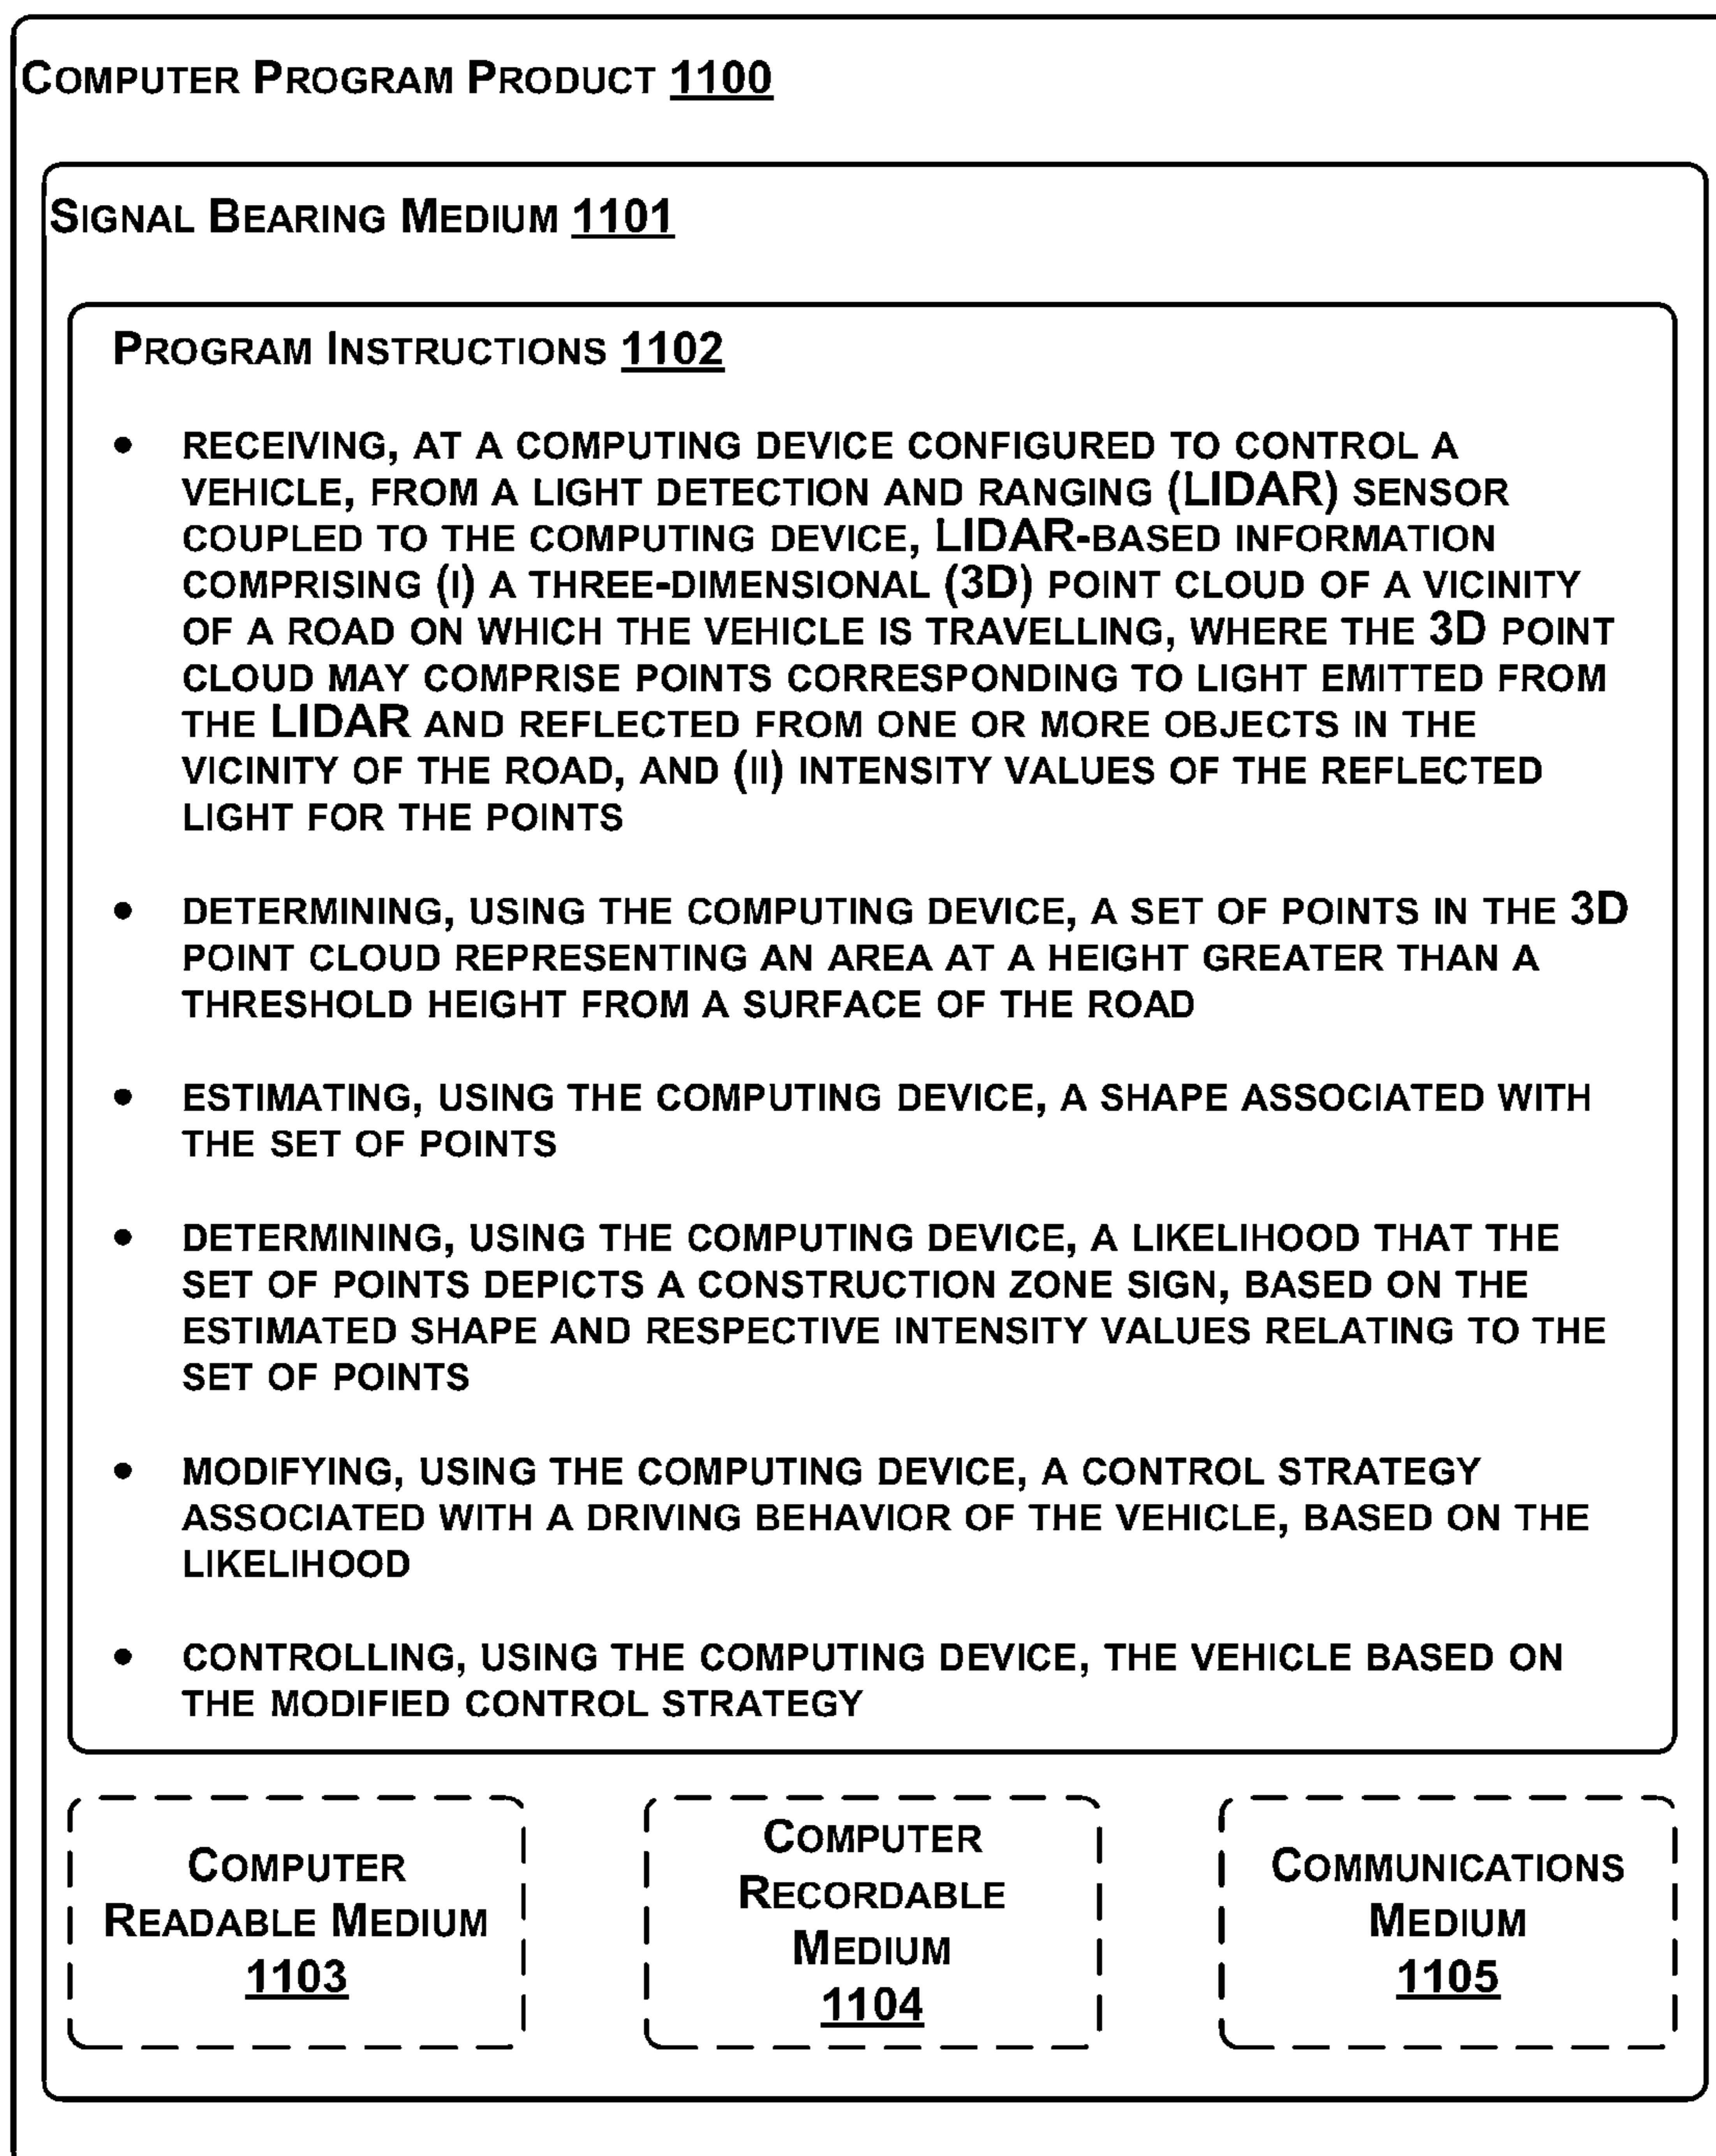 COMPUTER PROGRAM PRODUCT 1100
SIGNAL BEARING MEDIUM 1101
PROGRAM INSTRUCTIONS 1102
• RECEIVING, AT A COMPUTING DEVICE CONFIGURED TO CONTROL A
VEHICLE, FROM A LIGHT DETECTION AND RANGING (LIDAR) SENSOR
COUPLED TO THE COMPUTING DEVICE, LIDAR-BASED INFORMATION
COMPRISING (I) A THREE-DIMENSIONAL (3D) POINT CLOUD OF A VICINITY
OF A ROAD ON WHICH THE VEHICLE IS TRAVELLING, WHERE THE 3D POINT
CLOUD MAY COMPRISE POINTS CORRESPONDING TO LIGHT EMITTED FROM
THE LIDAR AND REFLECTED FROM ONE OR MORE OBJECTS IN THE
VICINITY OF THE ROAD, AND (II) INTENSITY VALUES OF THE REFLECTED
LIGHT FOR THE POINTS
• DETERMINING, USING THE COMPUTING DEVICE, A SET OF POINTS IN THE 3D
POINT CLOUD REPRESENTING AN AREA AT A HEIGHT GREATER THAN A
THRESHOLD HEIGHT FROM A SURFACE OF THE ROAD
• ESTIMATING, USING THE COMPUTING DEVICE, A SHAPE ASSOCIATED WITH
THE SET OF POINTS
• DETERMINING, USING THE COMPUTING DEVICE, A LIKELIHOOD THAT THE
SET OF POINTS DEPICTS A CONSTRUCTION ZONE SIGN, BASED ON THE
ESTIMATED SHAPE AND RESPECTIVE INTENSITY VALUES RELATING TO THE
SET OF POINTS
• MODIFYING, USING THE COMPUTING DEVICE, A CONTROL STRATEGY
ASSOCIATED WITH A DRIVING BEHAVIOR OF THE VEHICLE, BASED ON THE
LIKELIHOOD
• CONTROLLING, USING THE COMPUTING DEVICE, THE VEHICLE BASED ON
THE MODIFIED CONTROL STRATEGY
COMPUTER
READABLE MEDIUM
1103
COMPUTER
RECORDABLE
MEDIUM
1104
COMMUNICATIONS
MEDIUM
1105